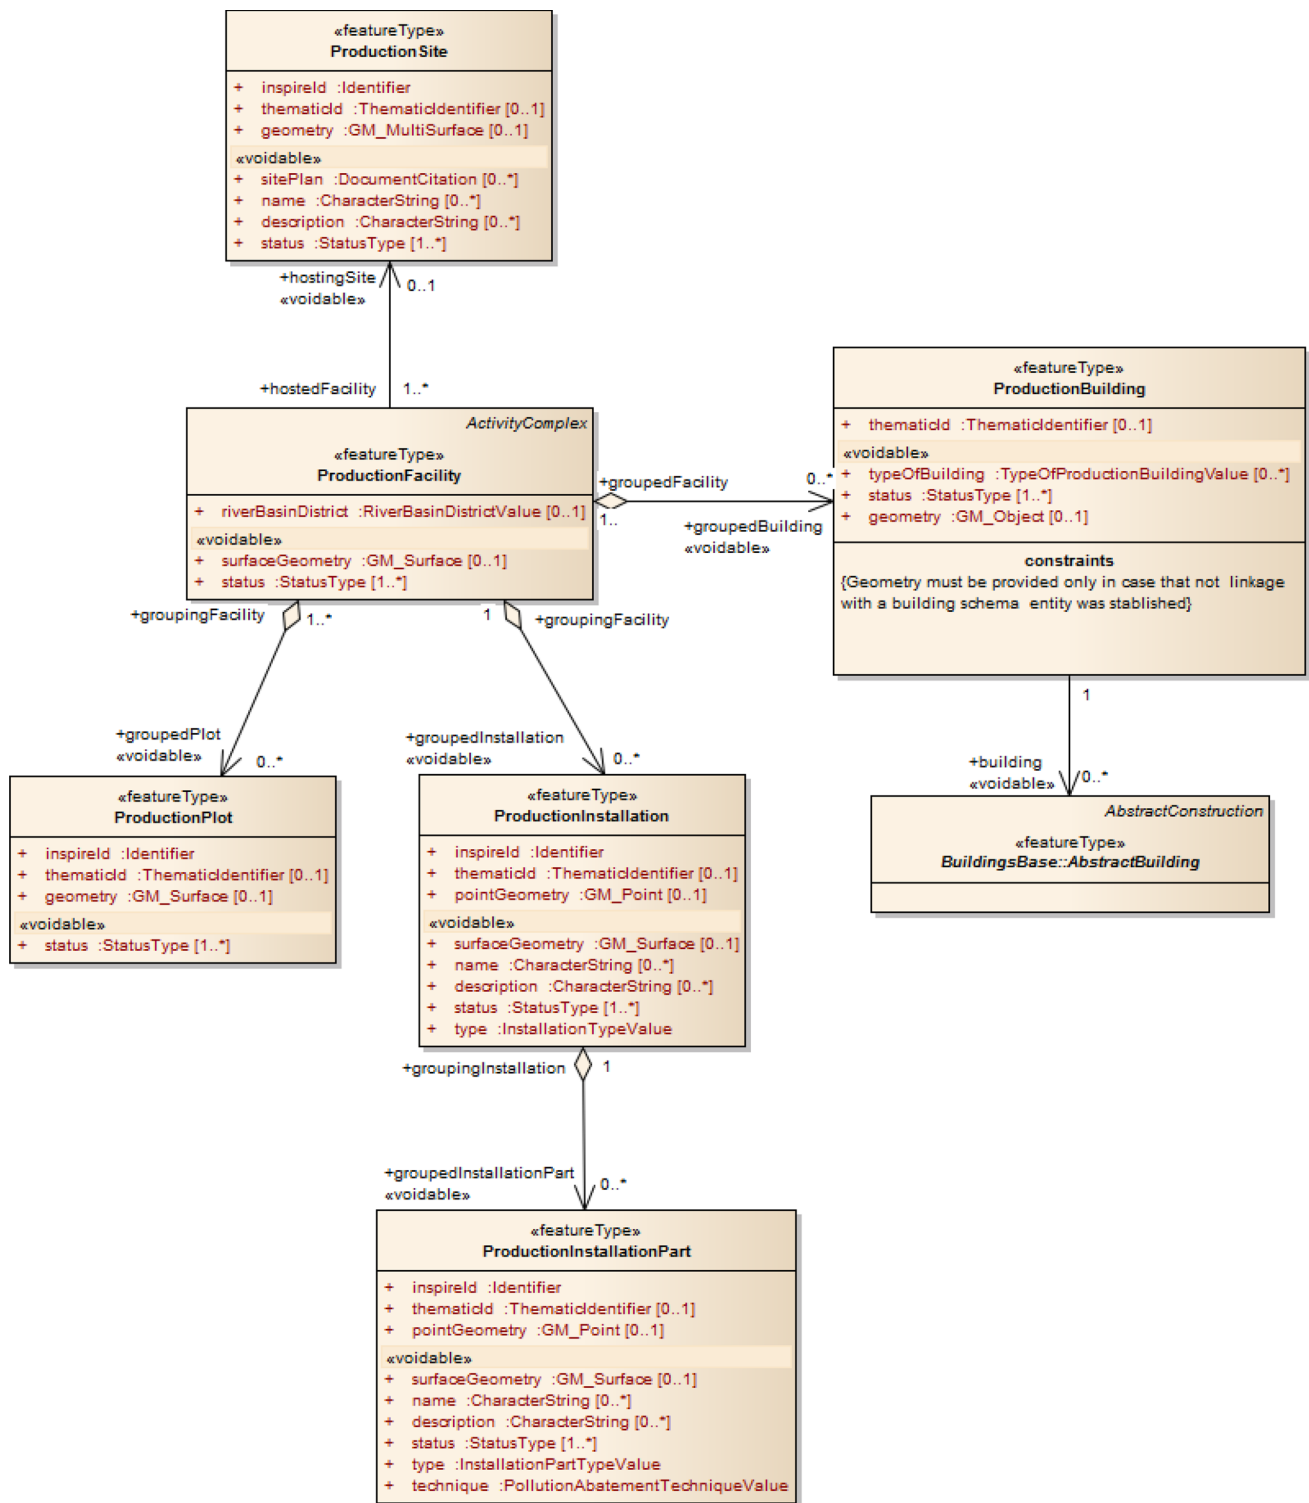 «featureType»
ProductionSite
+ inspireId :Identifier
+ thematicId :ThematicIdentifier [0..1]
+ geometry :GM_MultiSurface [0..1]
«voidable»
+ sitePlan :DocumentCitation [0..*]
+ name :CharacterString [0..*]
+ description :CharacterString [0..*]
+ status :StatusType [1..*]
+hostingSite
«voidable»
0..1
+hostedFacility
1..*
ActivityComplex
«featureType»
ProductionFacility
+ riverBasinDistrict :RiverBasinDistrictValue [0..1]
«voidable»
+ surfaceGeometry :GM_Surface [0..1]
+ status :StatusType [1..*]
+groupedFacility
1..
0..*
+groupedBuilding
«voidable»
«featureType»
ProductionBuilding
+ thematicId :ThematicIdentifier [0..1]
«voidable»
+ typeOfBuilding :TypeOfProductionBuildingValue [0..*]
+ status :StatusType [1..*]
+ geometry :GM_Object [0..1]
constraints
{Geometry must be provided only in case that not linkage
with a building schema entity was stablished}
1
+building
«voidable»
0..*
AbstractConstruction
«featureType»
BuildingsBase::AbstractBuilding
+groupingFacility
1..*
1
+groupingFacility
+groupedPlot
«voidable»
0..*
«featureType»
ProductionPlot
+ inspireId :Identifier
+ thematicId :ThematicIdentifier [0..1]
+ geometry :GM_Surface [0..1]
«voidable»
+ status :StatusType [1..*]
+groupedInstallation
«voidable»
0..*
«featureType»
ProductionInstallation
+ inspireId :Identifier
+ thematicId :ThematicIdentifier [0..1]
+ pointGeometry :GM_Point [0..1]
«voidable»
+ surfaceGeometry :GM_Surface [0..1]
+ name :CharacterString [0..*]
+ description :CharacterString [0..*]
+ status :StatusType [1..*]
+ type :InstallationTypeValue
+groupingInstallation
1
+groupedInstallationPart
«voidable»
0..*
«featureType»
ProductionInstallationPart
+ inspireId :Identifier
+ thematicId :ThematicIdentifier [0..1]
+ pointGeometry :GM_Point [0..1]
«voidable»
+ surfaceGeometry :GM_Surface [0..1]
+ name :CharacterString [0..*]
+ description :CharacterString [0..*]
+ status :StatusType [1..*]
+ type :InstallationPartTypeValue
+ technique :PollutionAbatementTechniqueValue